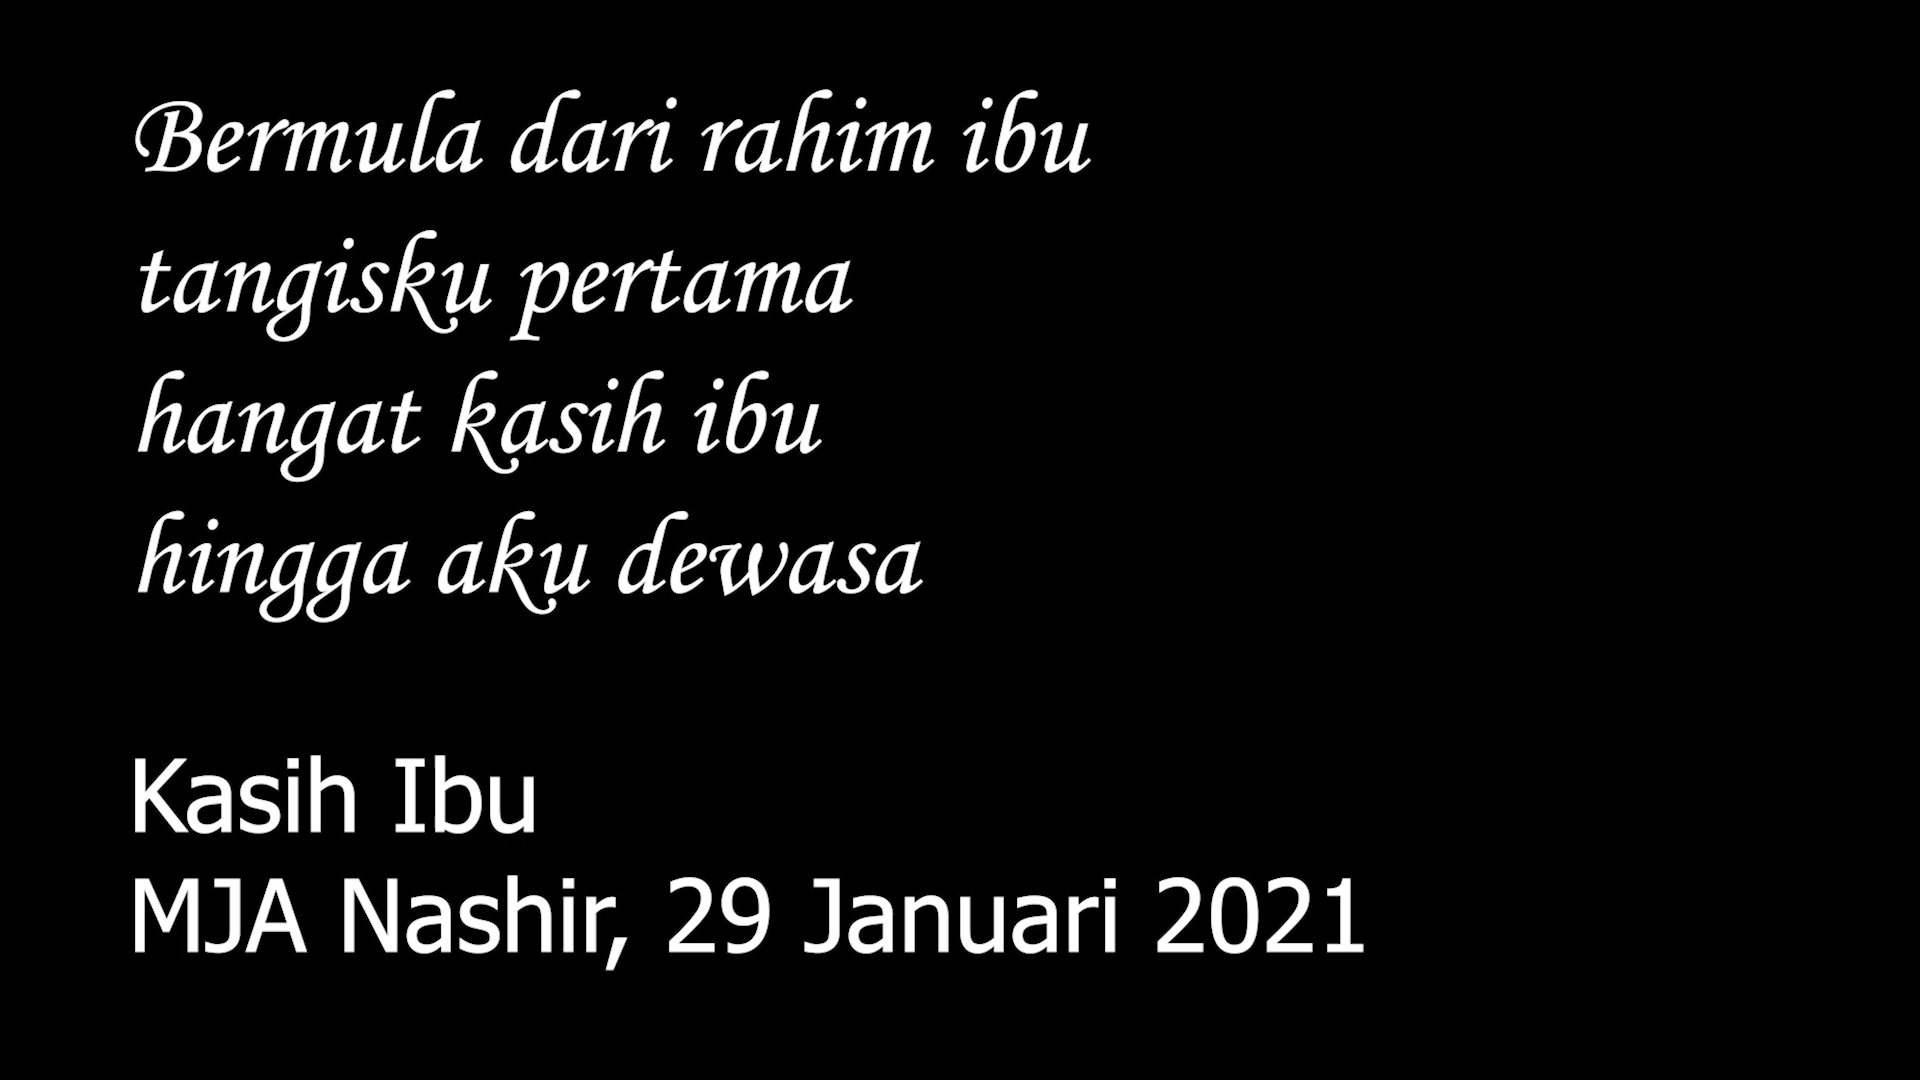 Bermula dari rahim ibu
tangisku pertama
hangat kasih ibu
hingga aku dewasa
Kasih Ibu
MJA Nashir, 29 Januari 2021